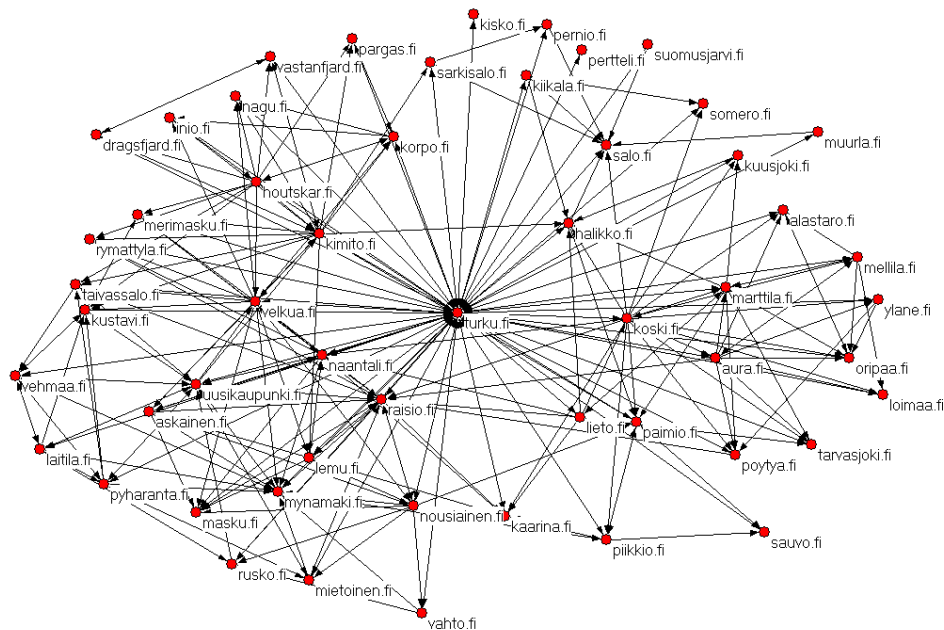 kisko.fi
pernio.fi
pargas.fi
pertteli.fi
suomusjarvi.fi
vastanfjard.fi
sarkisalo.fi
kiikala.fi
nagu.fi
somero.fi
inio.fi
dragsfjard.fi
korpo.fi
salo.fi
muurla.fi
kuusjoki.fi
houtskar.fi
merimasku.fi
alastaro.fi
kimito.fi
halikko.fi
rymattyla.fi
mellila.fi
taivassalo.fi
marttila.fi
kustavi.fi
velkua.fi
ylane.fi
turku.fi
koski.fi
naantali.fi
aura.fi
oripaa.fi
vehmaa.fi
uusikaupunki.fi
loimaa.fi
askainen.fi
raisio.fi
lieto.fi
paimio.fi
laitila.fi
lemu.fi
poytya.fi
tarvasjoki.fi
pyharanta.fi
mynamaki.fi
masku.fi
nousiainen.fi
kaarina.fi
piikkio.fi
sauvo.fi
rusko.fi
mietoinen.fi
vahto.fi